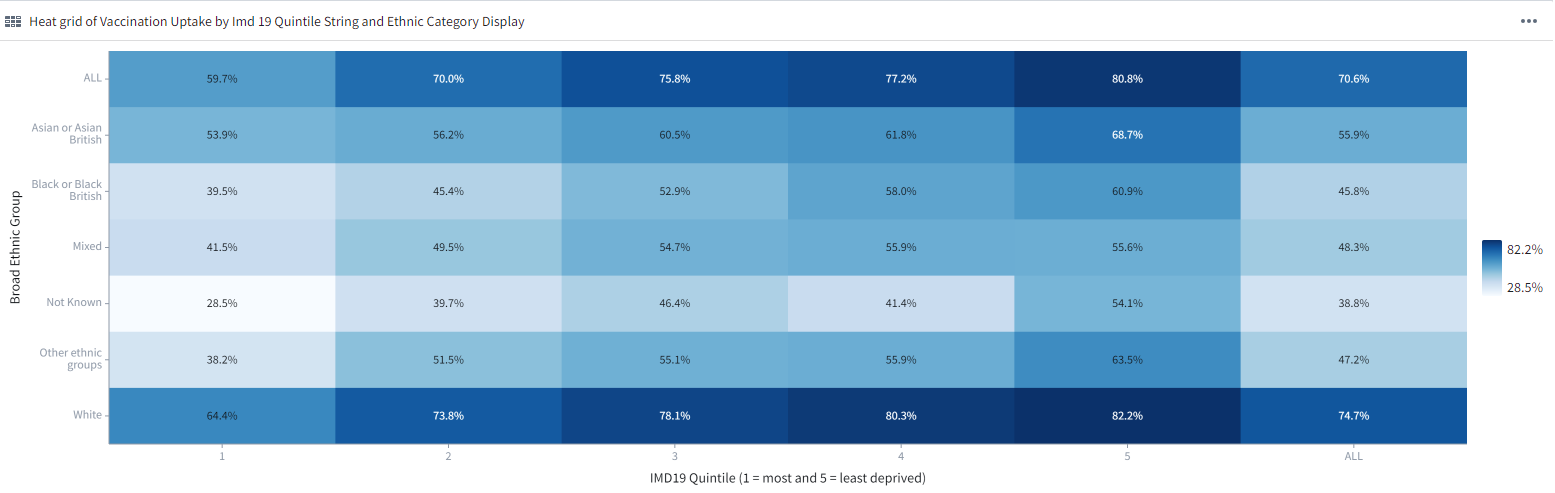 Heat grid of Vaccination Uptake by Imd 19 Quintile String and Ethnic Category Display
Broad Ethnic Group
ALL
59.7% 70.0% 75.8% 77.2% 80.8% 70.6%
Asian or Asian
British
53.9% 56.2% 60.5% 61.8% 68.7% 55.9%
Black or Black
British
39.5% 45.4% 52.9% 58.0% 60.9% 45.8%
Mixed
41.5% 49.5% 54.7% 55.9% 55.6% 48.3%
Not Known
28.5% 39.7% 46.4% 41.4% 54.1% 38.8%
Other ethnic
groups
38.2% 51.5% 55.1% 55.9% 63.5% 47.2%
White
64.4% 73.8% 78.1% 80.3% 82.2% 74.7%
1 2 3 4 5 ALL
IMD19 Quintile (1 = most and 5 = least deprived)
82.2%
28.5%